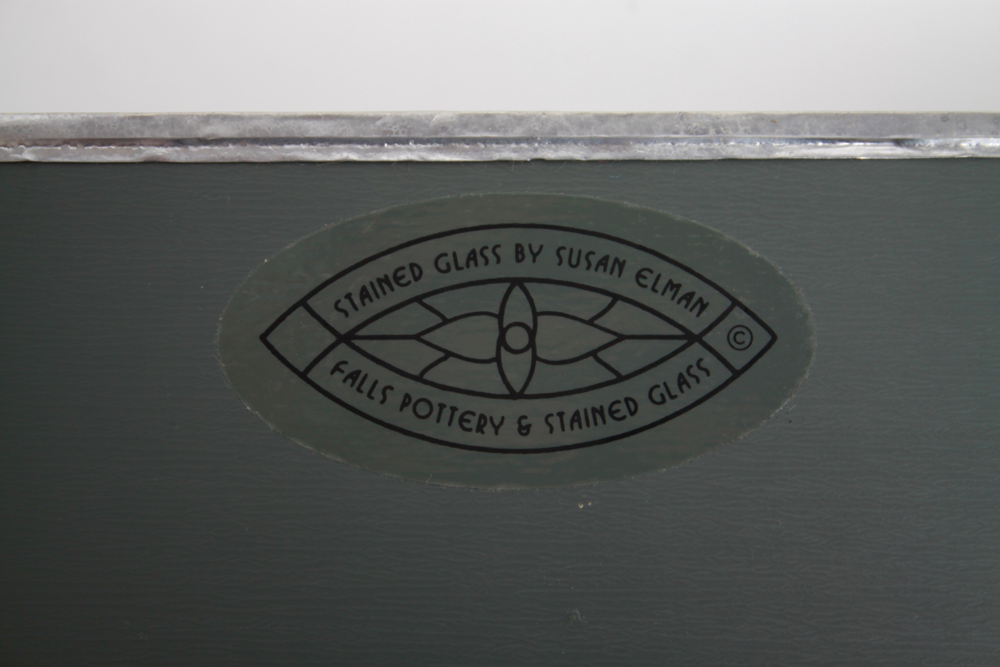 STAINED GLASS BY SUSAN ELMAN
©
FALLS POTTERY & STAINED GLASS